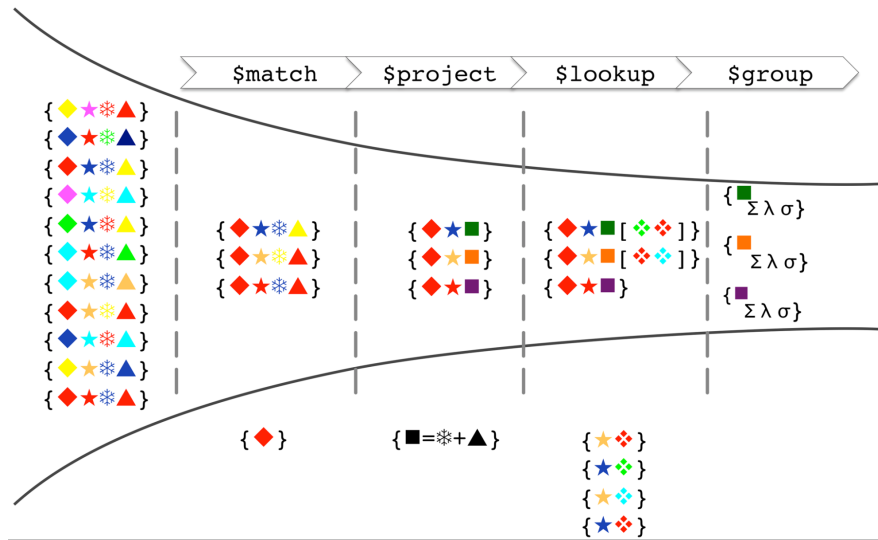 $match $project $lookup $group
{ ◆ ★ ❄ ▲ }
{ ◆ ★ ❄ ▲ }
{ ◆ ★ ❄ ▲ }
{ ◆ ★ ❄ ▲ }
{ ◆ ★ ❄ ▲ }
{ ◆ ★ ❄ ▲ }
{ ◆ ★ ❄ ▲ }
{ ◆ ★ ❄ ▲ }
{ ◆ ★ ❄ ▲ }
{ ◆ ★ ❄ ▲ }
{ ◆ ★ ❄ ▲ }
{ ◆ ★ ❄ ▲ }
{ ◆ ★ ❄ ▲ }
{ ◆ ★ ❄ ▲ }
{ ◆ }
{ ◆ ★ ■ }
{ ◆ ★ ■ }
{ ◆ ★ ■ }
{ ■=❄+▲ }
{ ◆ ★ ■ [ ❖ ❖ ] }
{ ◆ ★ ■ [ ❖ ❖ ] }
{ ◆ ★ ■ }
{ ★ ❖ }
{ ★ ❖ }
{ ★ ❖ }
{ ★ ❖ }
{ ■ Σ λ σ}
{ ■ Σ λ σ}
{ ■ Σ λ σ}